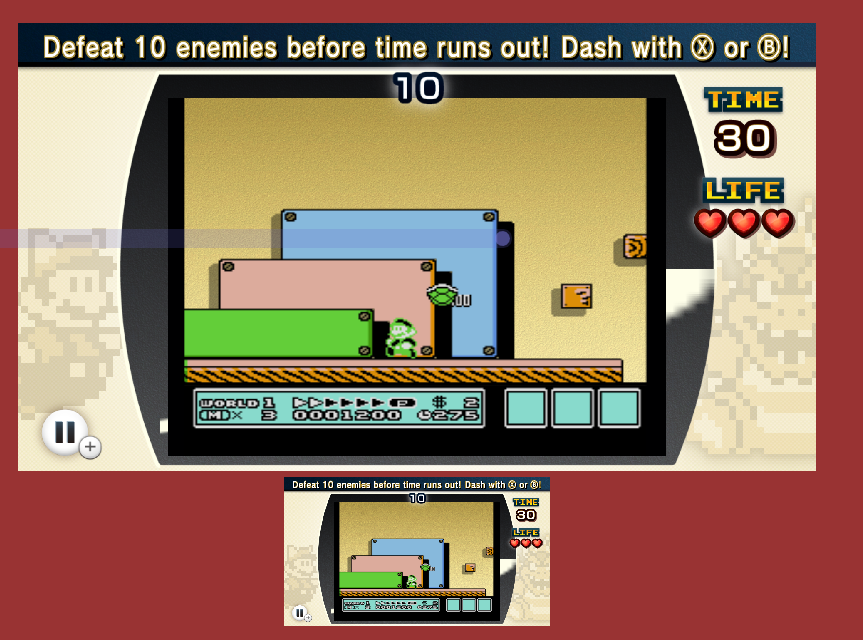 Defeat 10 enemies before time runs out! Dash with Ⓧ or Ⓑ!
10
TIME
30
LIFE
WORLD 1 P $ 2
(M)× 3 0001200 275
Defeat 10 enemies before time runs out! Dash with Ⓧ or Ⓑ!
10
TIME
30
LIFE